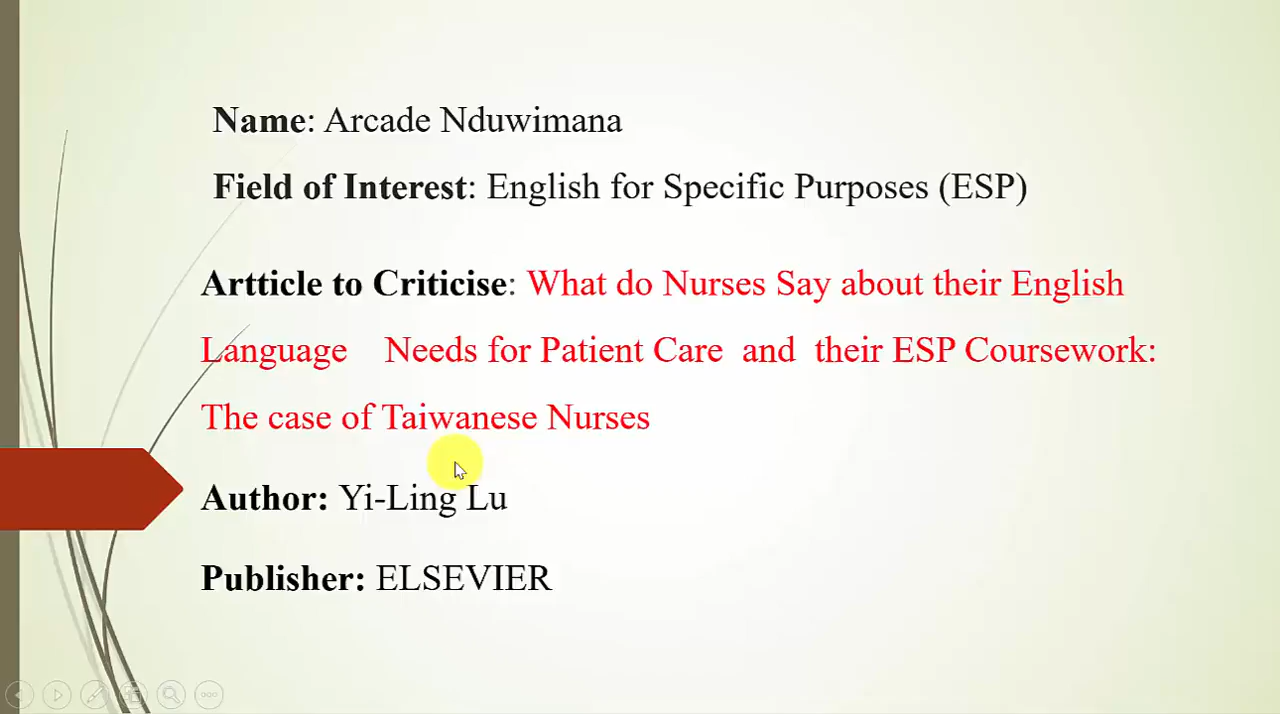 Name: Arcade Nduwimana
Field of Interest: English for Specific Purposes (ESP)
Artticle to Criticise: What do Nurses Say about their English
Language Needs for Patient Care and their ESP Coursework:
The case of Taiwanese Nurses
Author: Yi-Ling Lu
Publisher: ELSEVIER